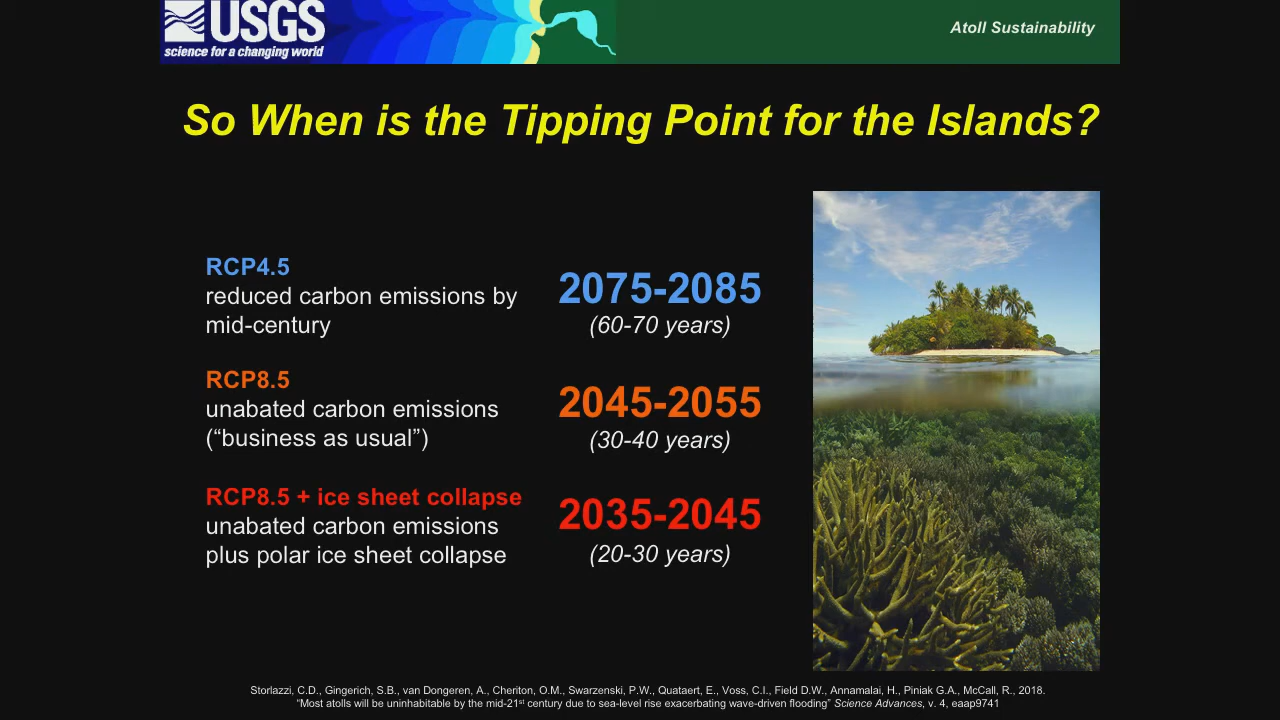 USGS
science for a changing world
Atoll Sustainability
So When is the Tipping Point for the Islands?
RCP4.5
reduced carbon emissions by
mid-century
2075-2085
(60-70 years)
RCP8.5
unabated carbon emissions
(“business as usual”)
2045-2055
(30-40 years)
RCP8.5 + ice sheet collapse
unabated carbon emissions
plus polar ice sheet collapse
2035-2045
(20-30 years)
Storlazzi, C.D., Gingerich, S.B., van Dongeren, A., Cheriton, O.M., Swarzenski, P.W., Quataert, E., Voss, C.I., Field D.W., Annamalai, H., Piniak G.A., McCall, R., 2018.
“Most atolls will be uninhabitable by the mid-21st century due to sea-level rise exacerbating wave-driven flooding” Science Advances, v. 4, eaap9741